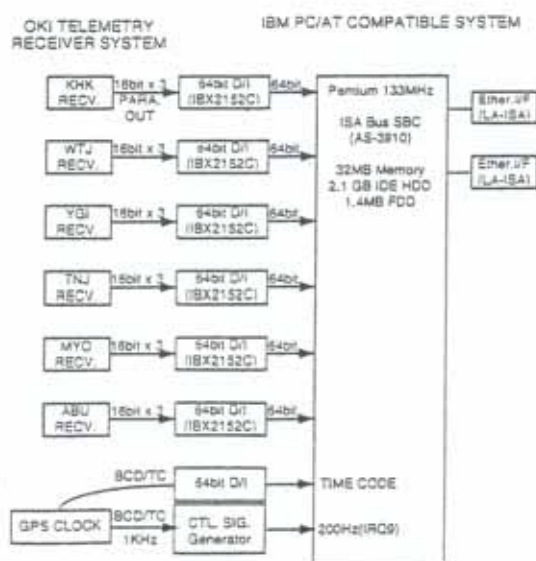 OKI TELEMETRY
RECEIVER SYSTEM
IBM PC/AT COMPATIBLE SYSTEM
KHK
RECV.
16bit x 3
PARA.
OUT
64bit D/I
(IBX2152C)
64bit
WTJ
RECV.
16bit x 3
64bit D/I
(IBX2152C)
64bit
YGI
RECV.
16bit x 3
64bit D/I
(IBX2152C)
64bit
TNJ
RECV.
16bit x 3
64bit D/I
(IBX2152C)
64bit
MYO
RECV.
16bit x 3
64bit D/I
(IBX2152C)
64bit
ABU
RECV.
16bit x 3
64bit D/I
(IBX2152C)
64bit
GPS CLOCK
BCD/TC
64bit D/I
TIME CODE
BCD/TC
1KHz
CTL. SIG.
Generator
200Hz(IRQ9)
Pentium 133MHz
ISA Bus SBC
(AS-3910)
32MB Memory
2.1 GB IDE HDD
1.4MB FDD
Ether.I/F
(LA-ISA)
Ether.I/F
(LA-ISA)